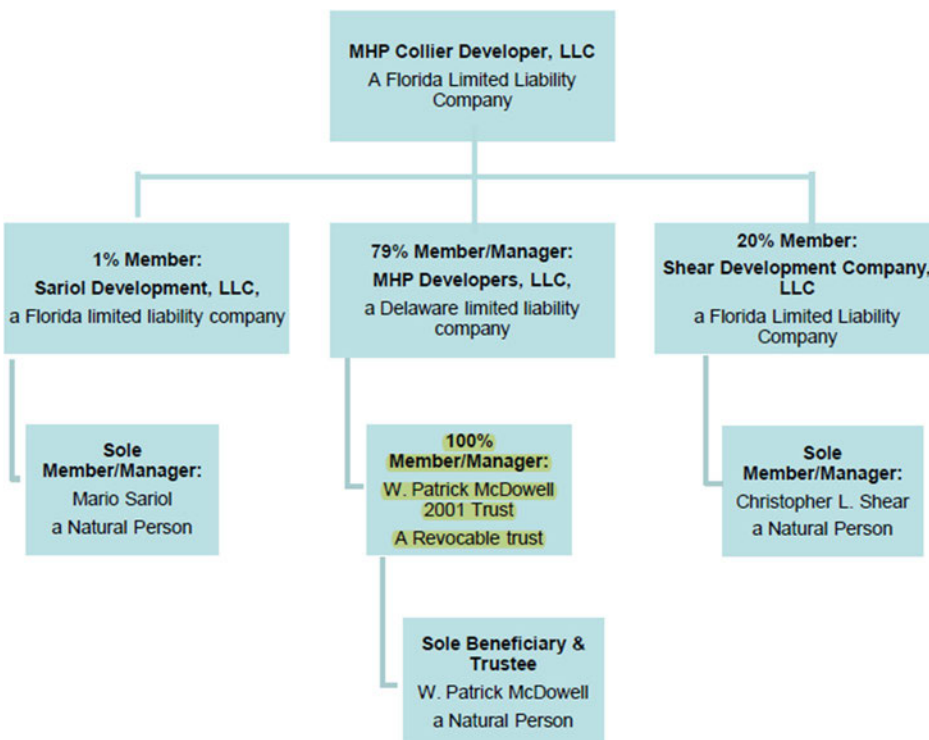 MHP Collier Developer, LLC
A Florida Limited Liability
Company
1% Member:
Sariol Development, LLC,
a Florida limited liability company
79% Member/Manager:
MHP Developers, LLC,
a Delaware limited liability
company
20% Member:
Shear Development Company,
LLC
a Florida Limited Liability
Company
Sole
Member/Manager:
Mario Sariol
a Natural Person
100%
Member/Manager:
W. Patrick McDowell
2001 Trust
A Revocable trust
Sole
Member/Manager:
Christopher L. Shear
a Natural Person
Sole Beneficiary &
Trustee
W. Patrick McDowell
a Natural Person